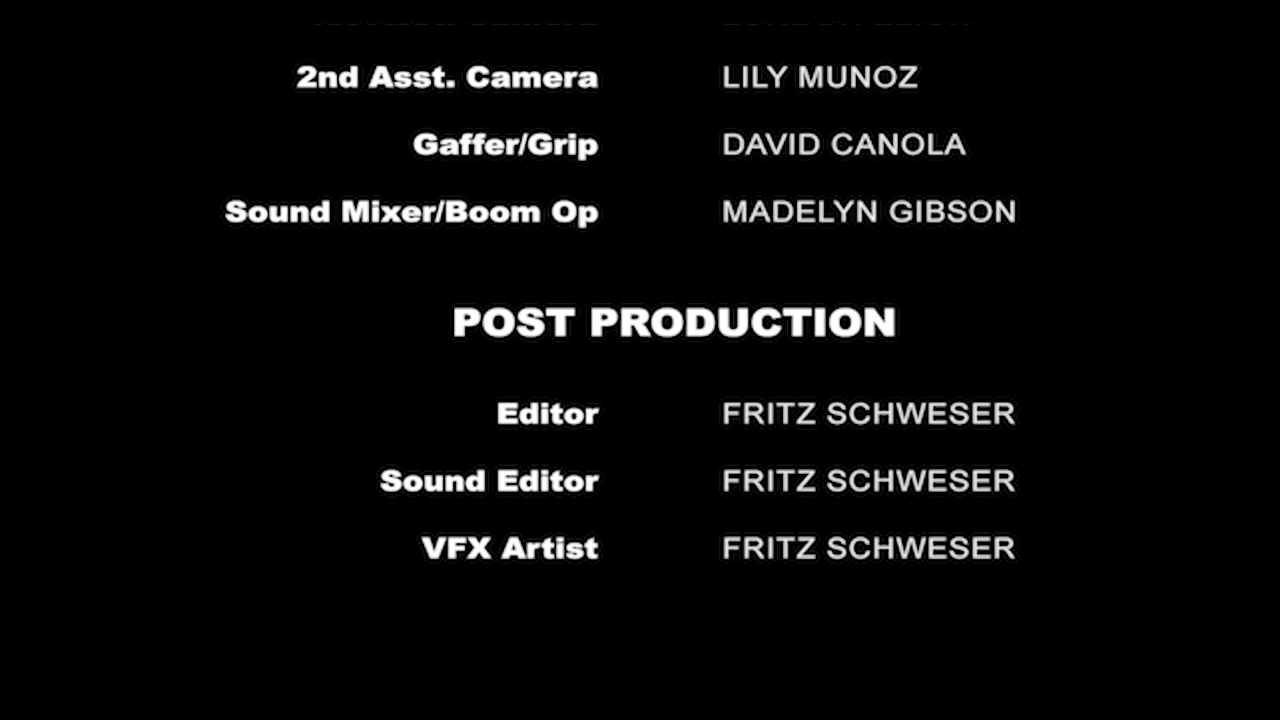 2nd Asst. Camera LILY MUNOZ
Gaffer/Grip DAVID CANOLA
Sound Mixer/Boom Op MADELYN GIBSON
POST PRODUCTION
Editor FRITZ SCHWESER
Sound Editor FRITZ SCHWESER
VFX Artist FRITZ SCHWESER